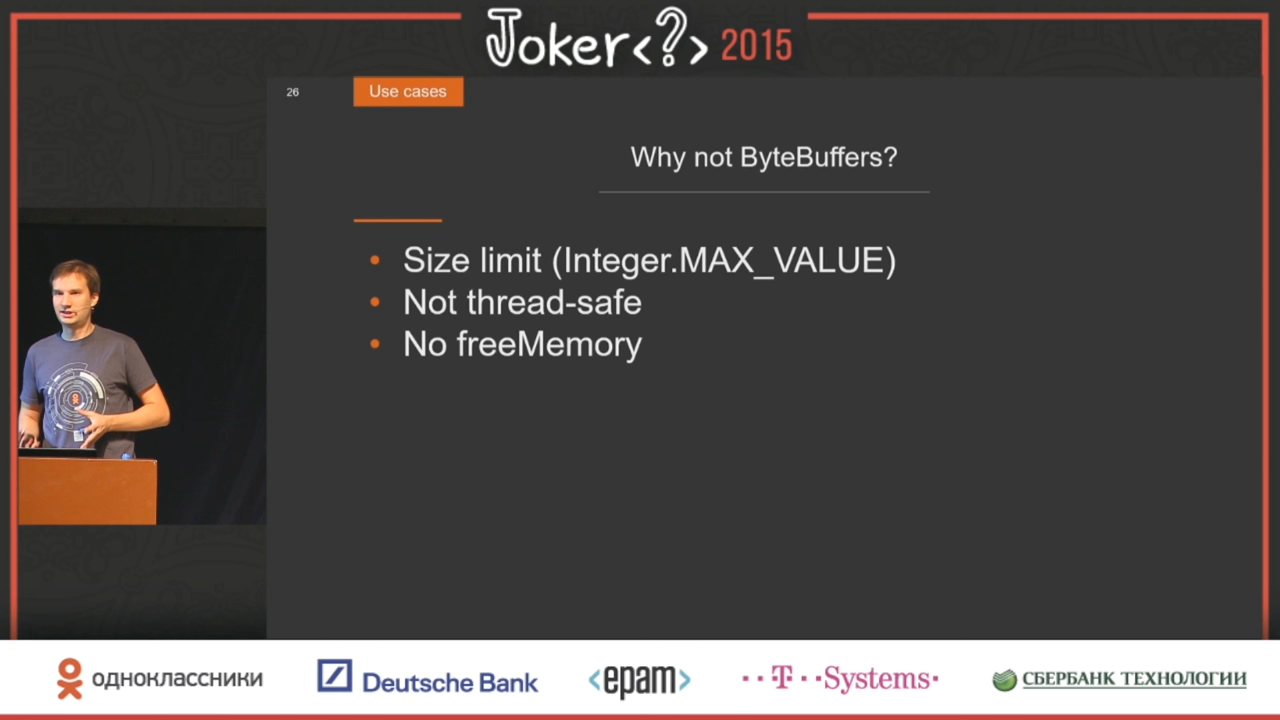 Joker<?> 2015
26
Use cases
Why not ByteBuffers?
• Size limit (Integer.MAX_VALUE)
• Not thread-safe
• No freeMemory
одноклассники
Deutsche Bank
<epam>
T Systems
СБЕРБАНК ТЕХНОЛОГИИ